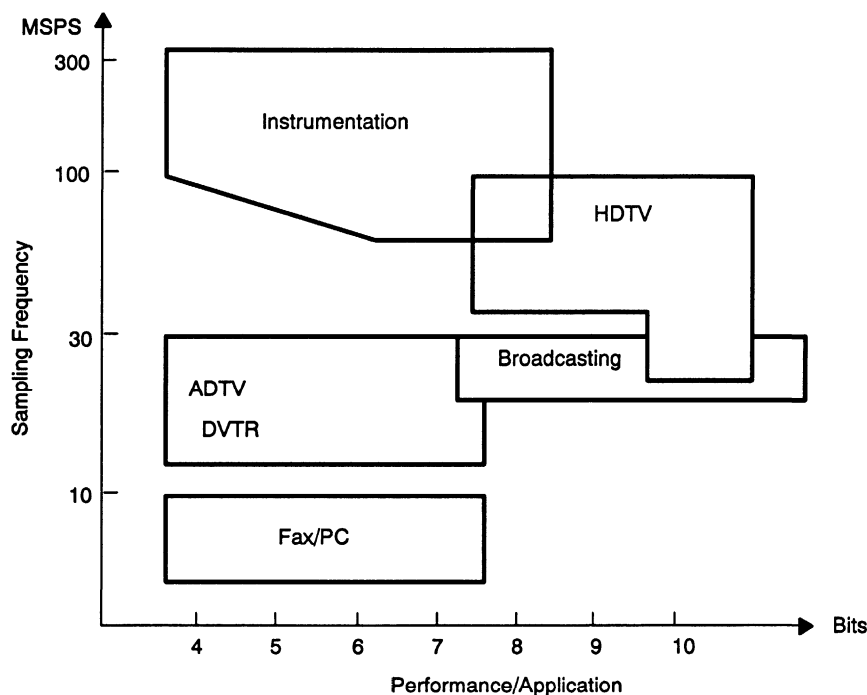 MSPS
300
Instrumentation
100
HDTV
Sampling Frequency
30
Broadcasting
ADTV
DVTR
10
Fax/PC
4 5 6 7 8 9 10
Bits
Performance/Application